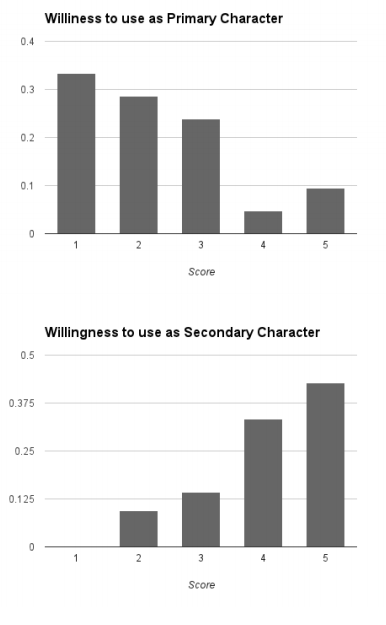 Williness to use as Primary Character
0.4
0.3
0.2
0.1
0
1 2 3 4 5
Score
Willingness to use as Secondary Character
0.5
0.375
0.25
0.125
0
1 2 3 4 5
Score